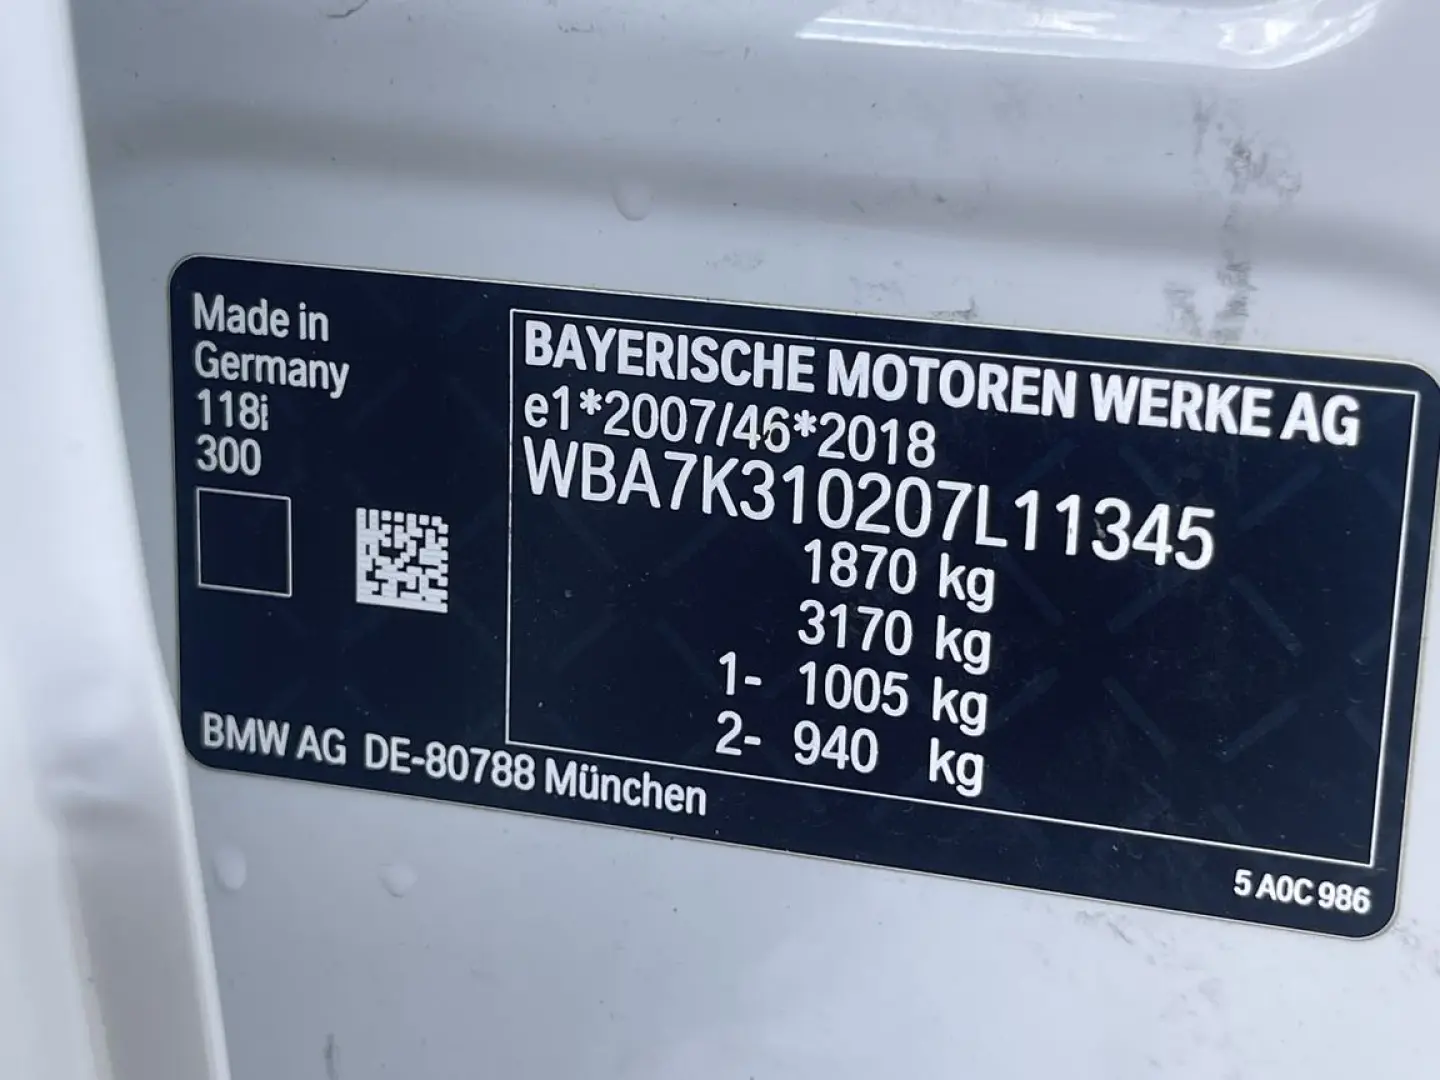 Made in
Germany
118i
300
BMW AG DE-80788 München
BAYERISCHE MOTOREN WERKE AG
e1*2007/46*2018
WBA7K310207L11345
1870 kg
3170 kg
1- 1005 kg
2- 940 kg
5 A0C 986